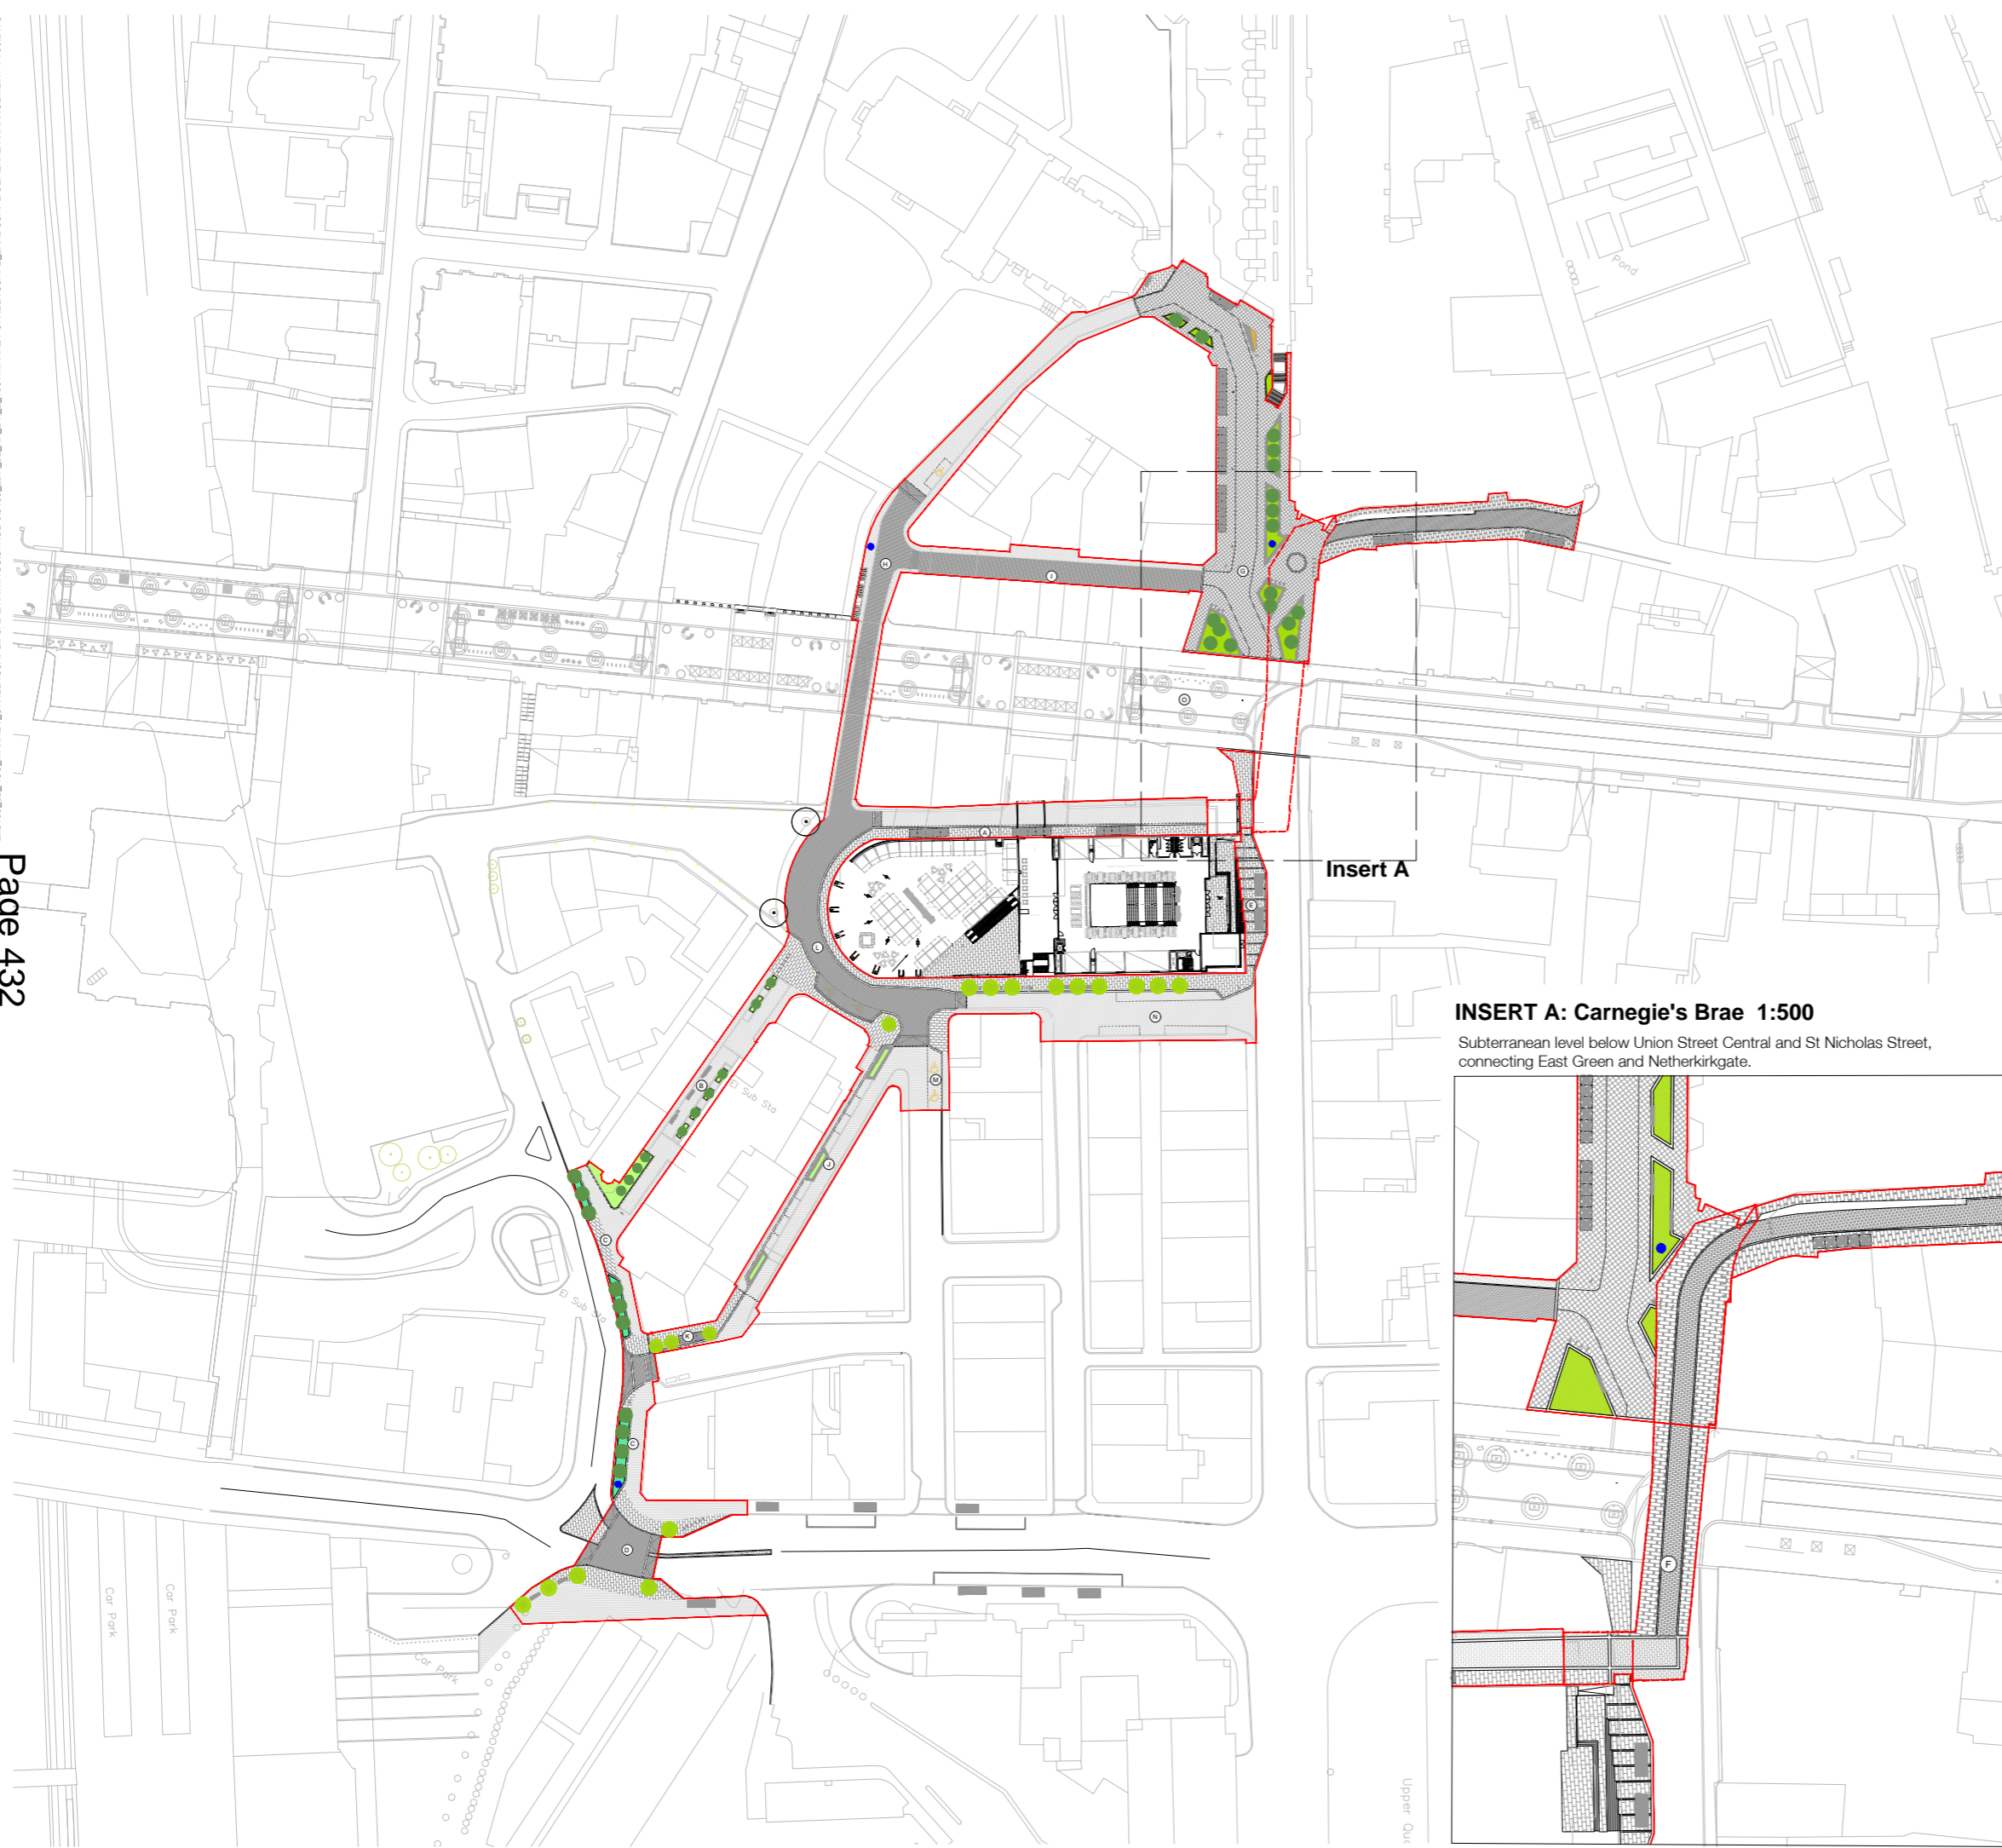 Pond
H
I
G
O
Insert A
A
E
L
N
INSERT A: Carnegie's Brae 1:500
Subterranean level below Union Street Central and St Nicholas Street,
connecting East Green and Netherkirkgate.
B
El Sub Sta
M
J
C
El Sub Sta
K
C
D
F
Car Park
Car Park
Car Park
Upper Qu
Page 432